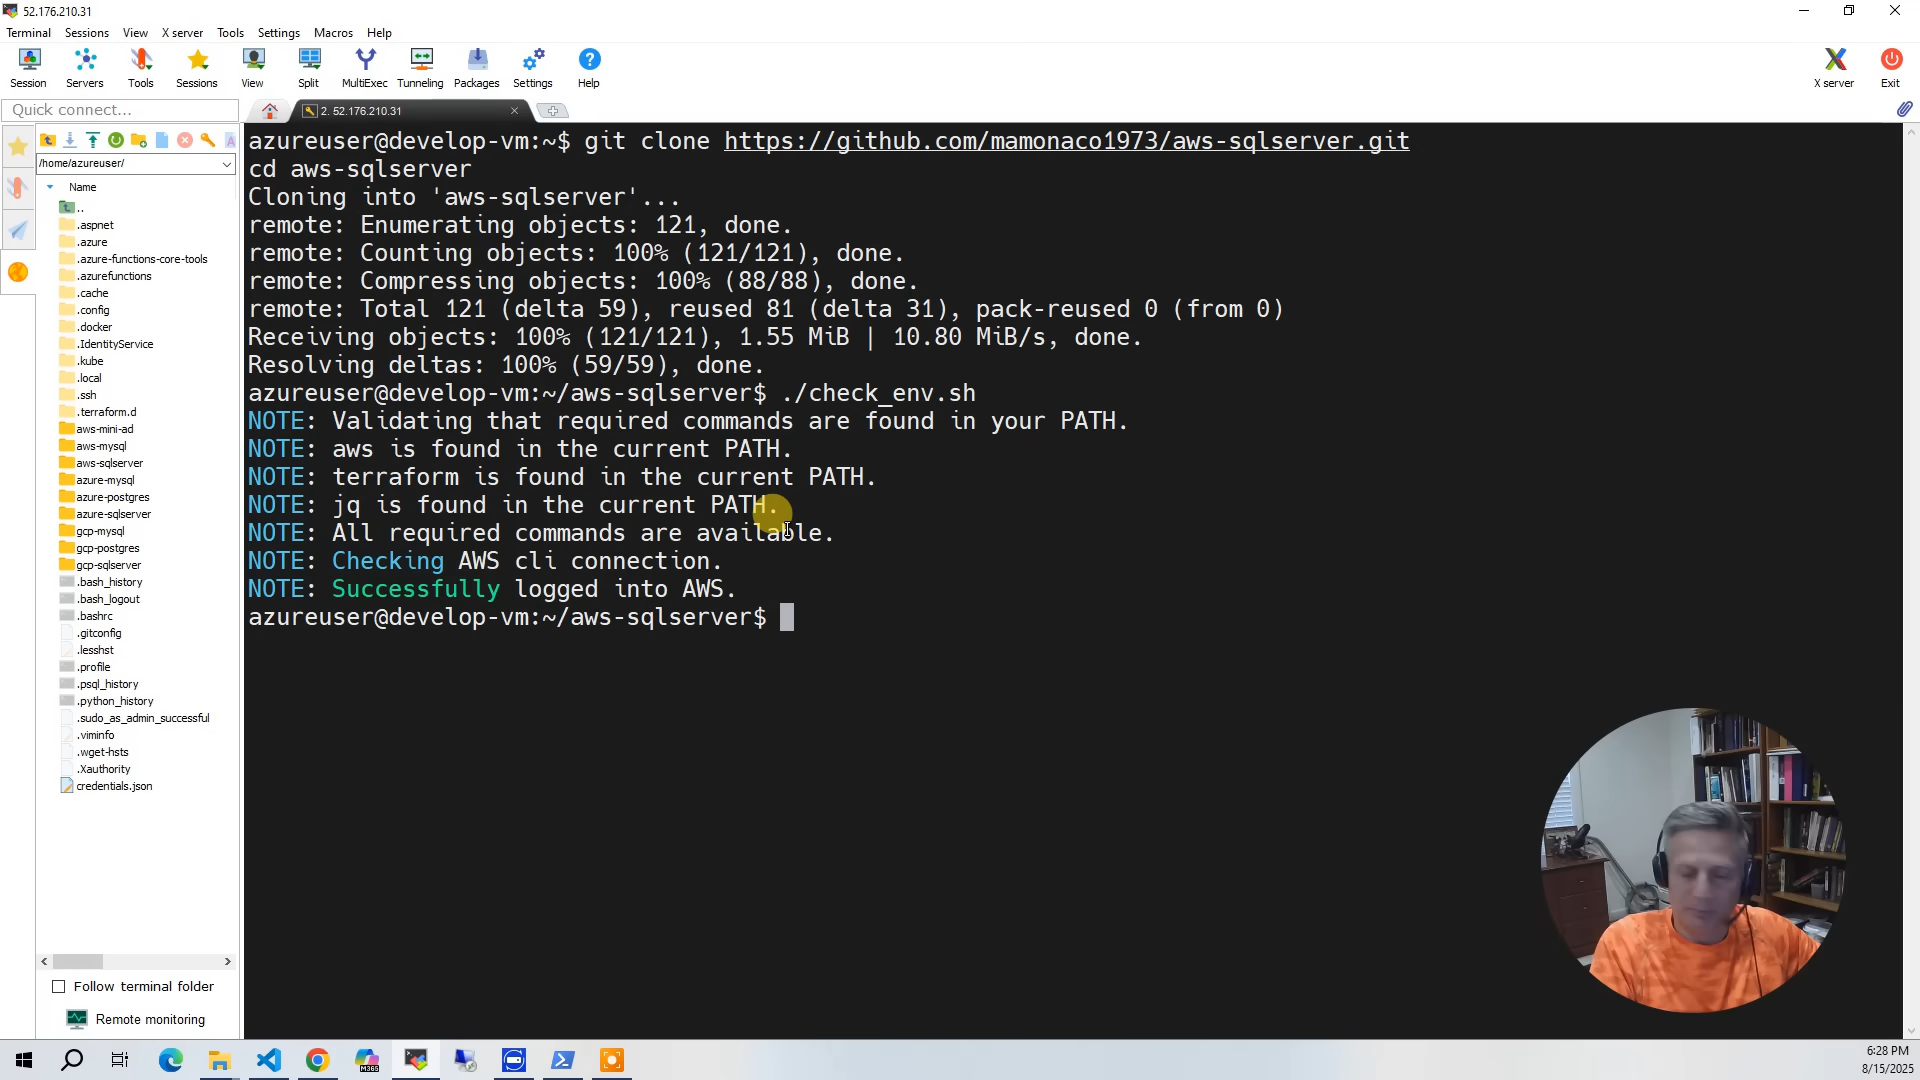 52.176.210.31
Terminal Sessions View X server Tools Settings Macros Help
Session Servers Tools Sessions View Split MultiExec Tunneling Packages Settings Help X server Exit
Quick connect...
2. 52.176.210.31
/home/azureuser/
Name
..
.aspnet
.azure
.azure-functions-core-tools
.azurefunctions
.cache
.config
.docker
.IdentityService
.kube
.local
.ssh
.terraform.d
aws-mini-ad
aws-mysql
aws-sqlserver
azure-mysql
azure-postgres
azure-sqlserver
gcp-mysql
gcp-postgres
gcp-sqlserver
.bash_history
.bash_logout
.bashrc
.gitconfig
.lesshst
.profile
.psql_history
.python_history
.sudo_as_admin_successful
.viminfo
.wget-hsts
.Xauthority
credentials.json
Follow terminal folder
Remote monitoring
azureuser@develop-vm:~$ git clone https://github.com/mamonaco1973/aws-sqlserver.git
cd aws-sqlserver
Cloning into 'aws-sqlserver'...
remote: Enumerating objects: 121, done.
remote: Counting objects: 100% (121/121), done.
remote: Compressing objects: 100% (88/88), done.
remote: Total 121 (delta 59), reused 81 (delta 31), pack-reused 0 (from 0)
Receiving objects: 100% (121/121), 1.55 MiB | 10.80 MiB/s, done.
Resolving deltas: 100% (59/59), done.
azureuser@develop-vm:~/aws-sqlserver$ ./check_env.sh
NOTE: Validating that required commands are found in your PATH.
NOTE: aws is found in the current PATH.
NOTE: terraform is found in the current PATH.
NOTE: jq is found in the current PATH.
NOTE: All required commands are available.
NOTE: Checking AWS cli connection.
NOTE: Successfully logged into AWS.
azureuser@develop-vm:~/aws-sqlserver$
M365
6:28 PM
8/15/2025